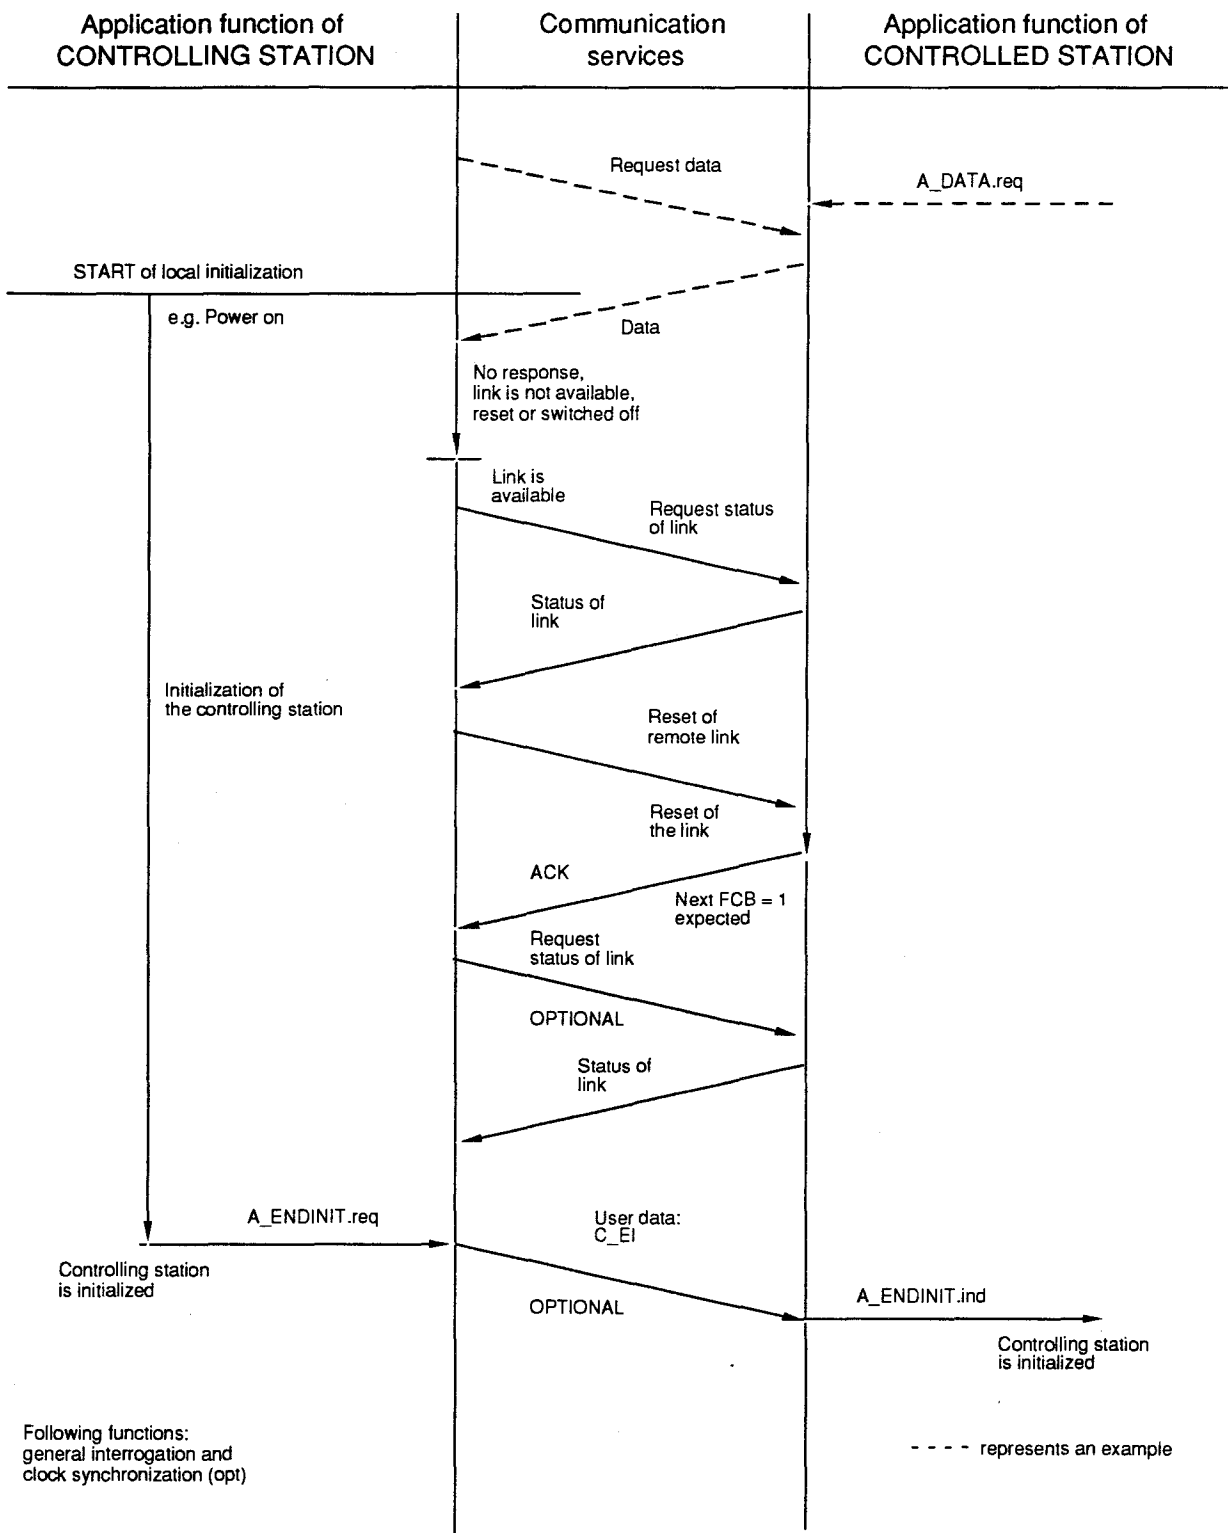 Application function of
CONTROLLING STATION
Communication
services
Application function of
CONTROLLED STATION
Request data
A_DATA.req
START of local initialization
e.g. Power on
Data
No response,
link is not available,
reset or switched off
Link is
available
Request status
of link
Status of
link
Initialization of
the controlling station
Reset of
remote link
Reset of
the link
ACK
Next FCB = 1
expected
Request
status of link
OPTIONAL
Status of
link
A_ENDINIT.req
User data:
C_EI
Controlling station
is initialized
OPTIONAL
A_ENDINIT.ind
Controlling station
is initialized
Following functions:
general interrogation and
clock synchronization (opt)
- - - - represents an example